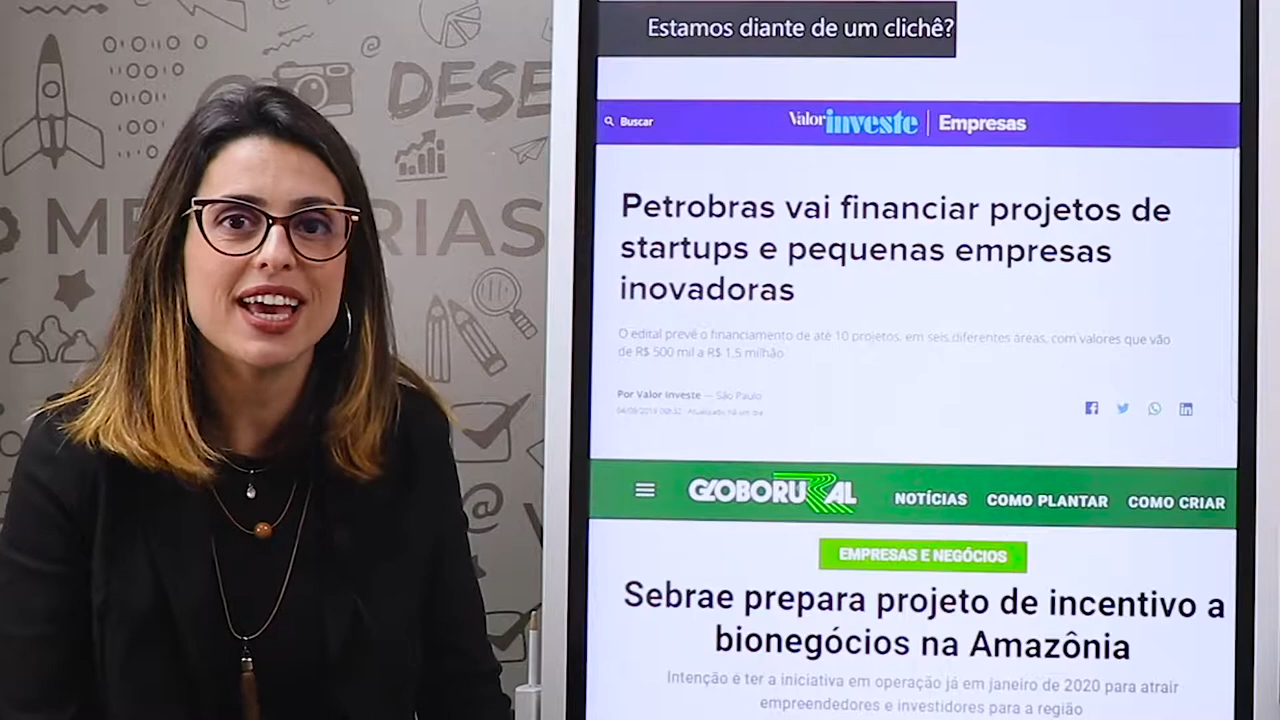 DESE
ME
RIAS
Estamos diante de um clichê?
Buscar
Valor investe | Empresas
Petrobras vai financiar projetos de
startups e pequenas empresas
inovadoras
O edital prevê o financiamento de até 10 projetos, em seis diferentes áreas, com valores que vão
de R$ 500 mil a R$ 1,5 milhão
Por Valor Investe — São Paulo
GLOBORURAL NOTÍCIAS COMO PLANTAR COMO CRIAR
EMPRESAS E NEGÓCIOS
Sebrae prepara projeto de incentivo a
bionegócios na Amazônia
Intenção é ter a iniciativa em operação já em janeiro de 2020 para atrair
empreendedores e investidores para a região